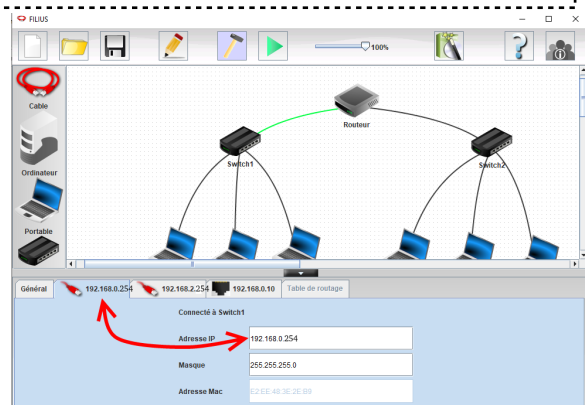 FILIUS
100%
Cable
Ordinateur
Portable
Routeur
Switch1
Switch2
Général
192.168.0.254
192.168.2.254
192.168.0.10
Table de routage
Connecté à Switch1
Adresse IP
192.168.0.254
Masque
255.255.255.0
Adresse Mac
E2:EE:48:3E:2E:B9